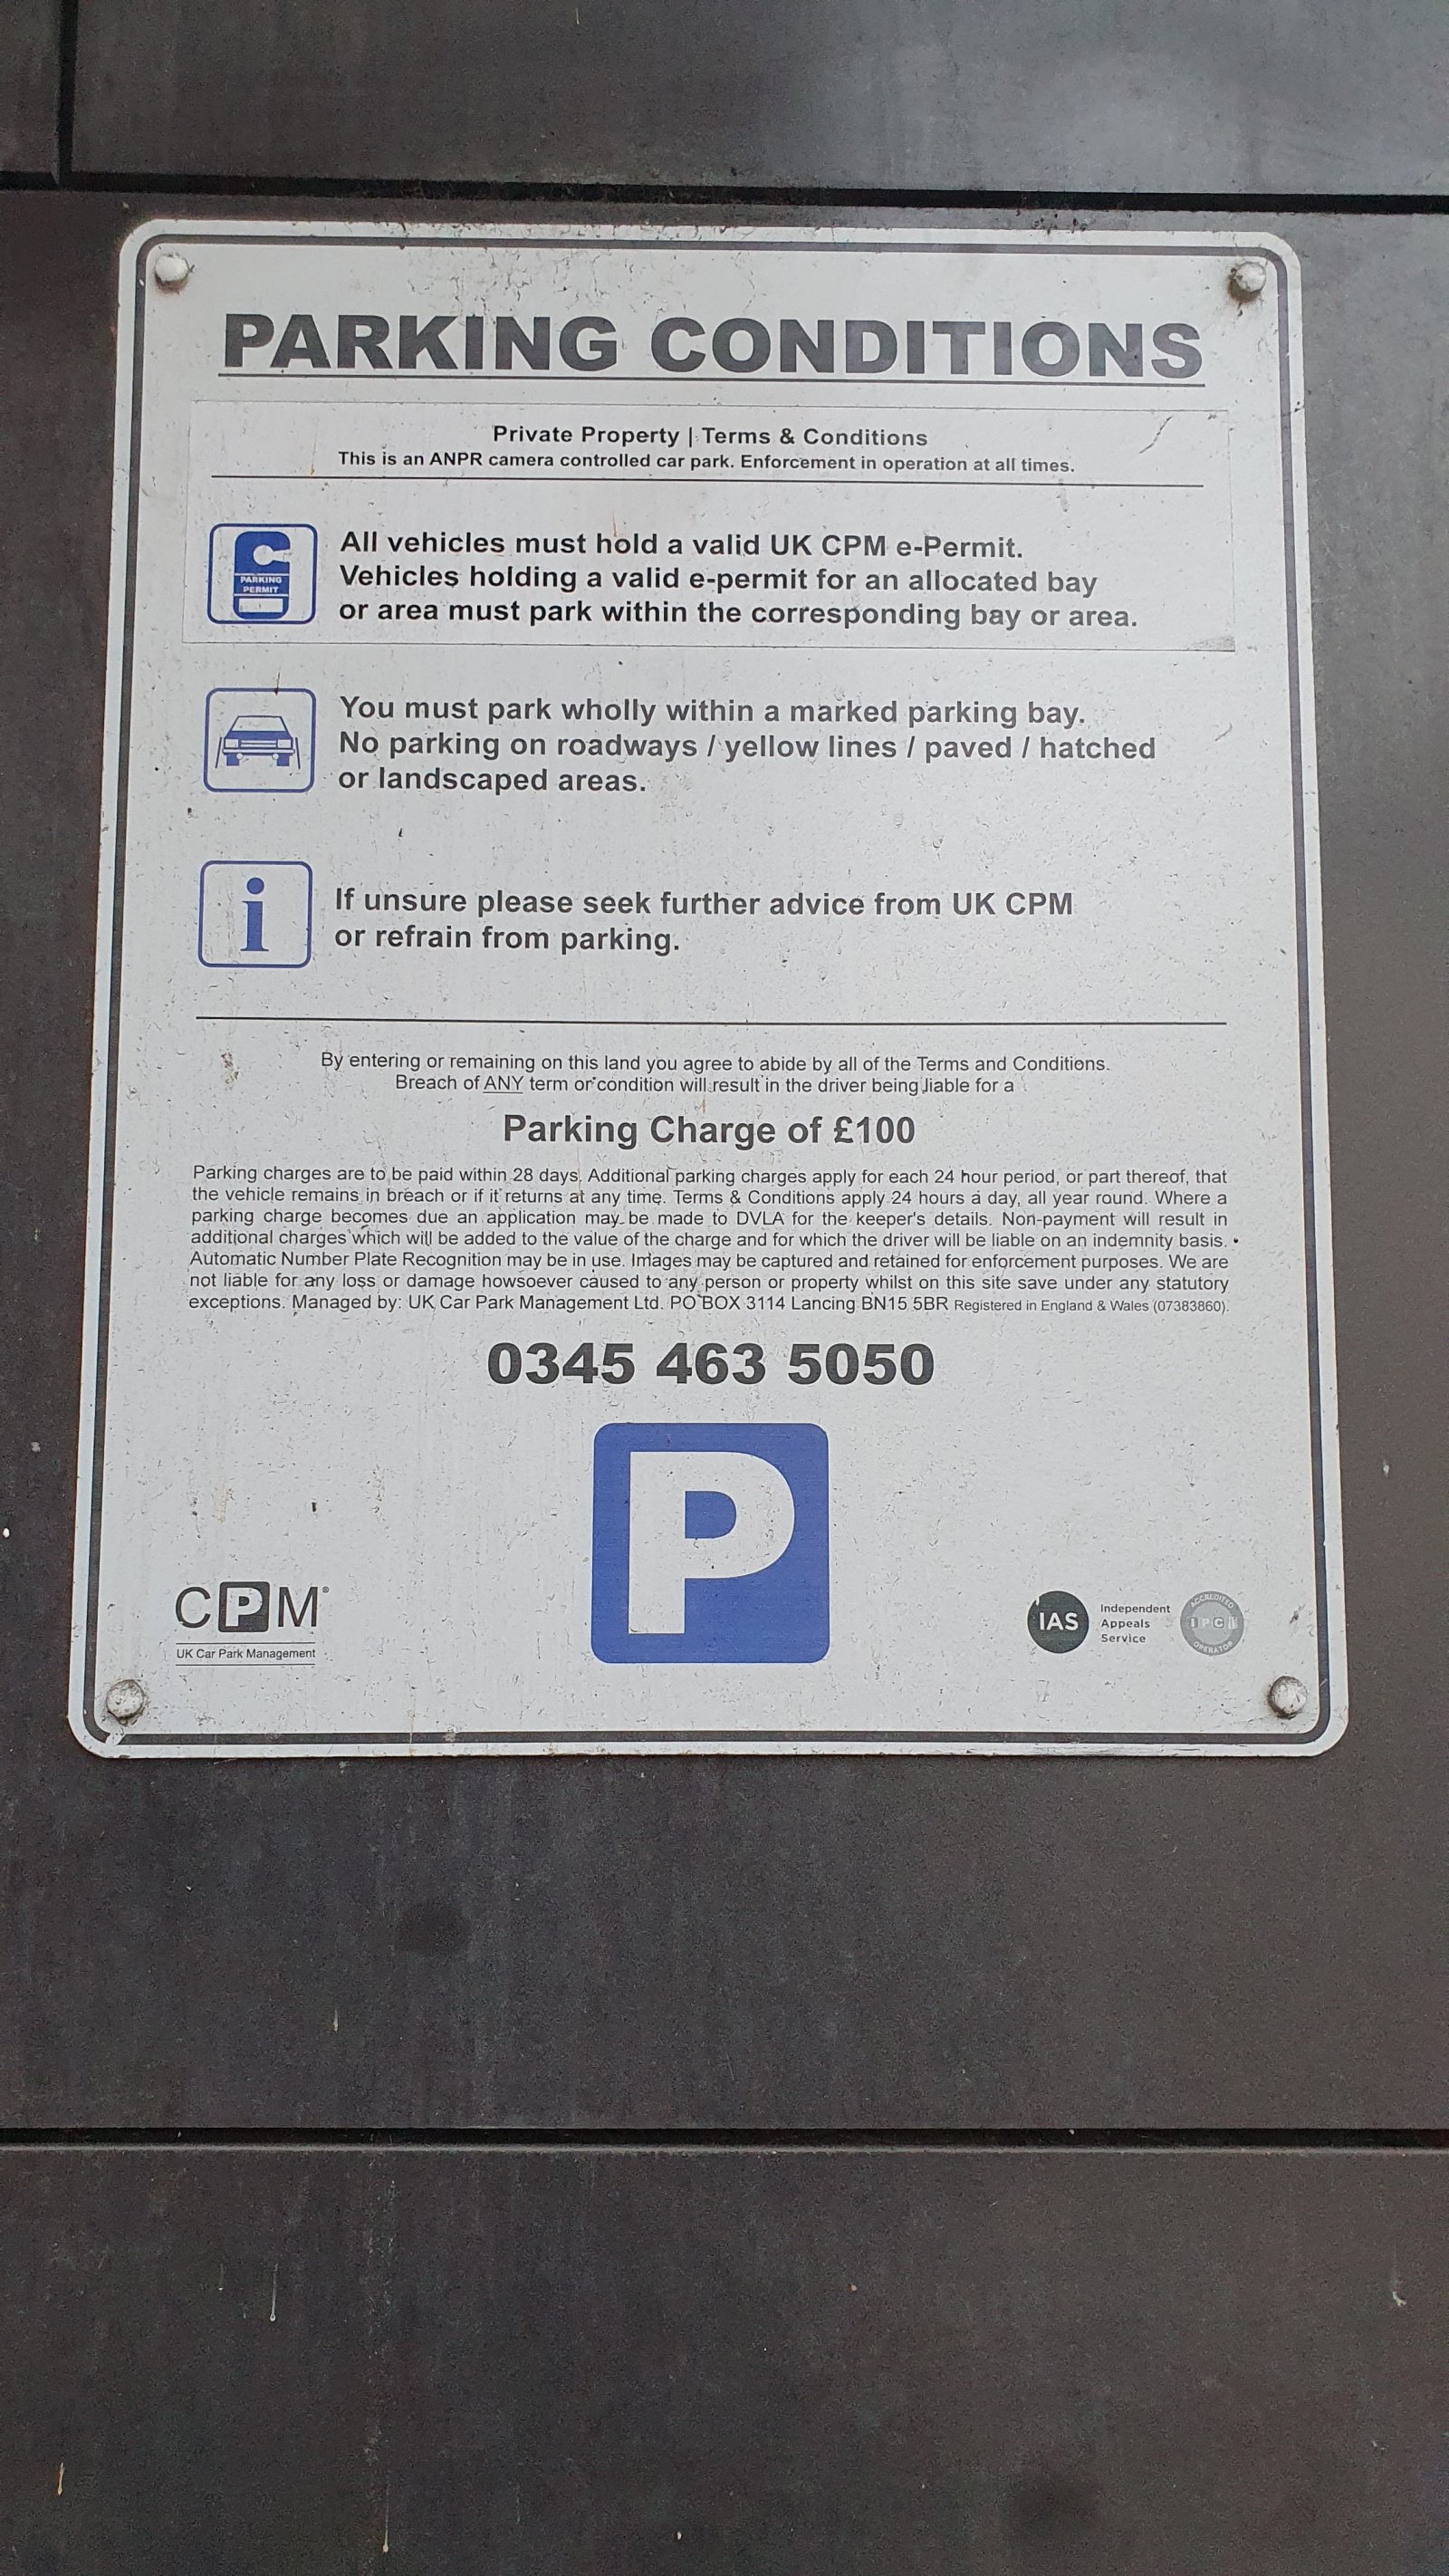 PARKING CONDITIONS
Private Property | Terms & Conditions
This is an ANPR camera controlled car park. Enforcement in operation at all times.
PARKING
PERMIT
All vehicles must hold a valid UK CPM e-Permit.
Vehicles holding a valid e-permit for an allocated bay
or area must park within the corresponding bay or area.
You must park wholly within a marked parking bay.
No parking on roadways / yellow lines / paved / hatched
or landscaped areas.
i
If unsure please seek further advice from UK CPM
or refrain from parking.
By entering or remaining on this land you agree to abide by all of the Terms and Conditions.
Breach of ANY term or condition will result in the driver being liable for a
Parking Charge of £100
Parking charges are to be paid within 28 days. Additional parking charges apply for each 24 hour period, or part thereof, that
the vehicle remains in breach or if it returns at any time. Terms & Conditions apply 24 hours a day, all year round. Where a
parking charge becomes due an application may be made to DVLA for the keeper's details. Non-payment will result in
additional charges which will be added to the value of the charge and for which the driver will be liable on an indemnity basis.
Automatic Number Plate Recognition may be in use. Images may be captured and retained for enforcement purposes. We are
not liable for any loss or damage howsoever caused to any person or property whilst on this site save under any statutory
exceptions. Managed by: UK Car Park Management Ltd. PO BOX 3114 Lancing BN15 5BR Registered in England & Wales (07383860).
0345 463 5050
P
CPM®
UK Car Park Management
IAS
Independent
Appeals
Service
ACCREDITED
IPC
OPERATOR